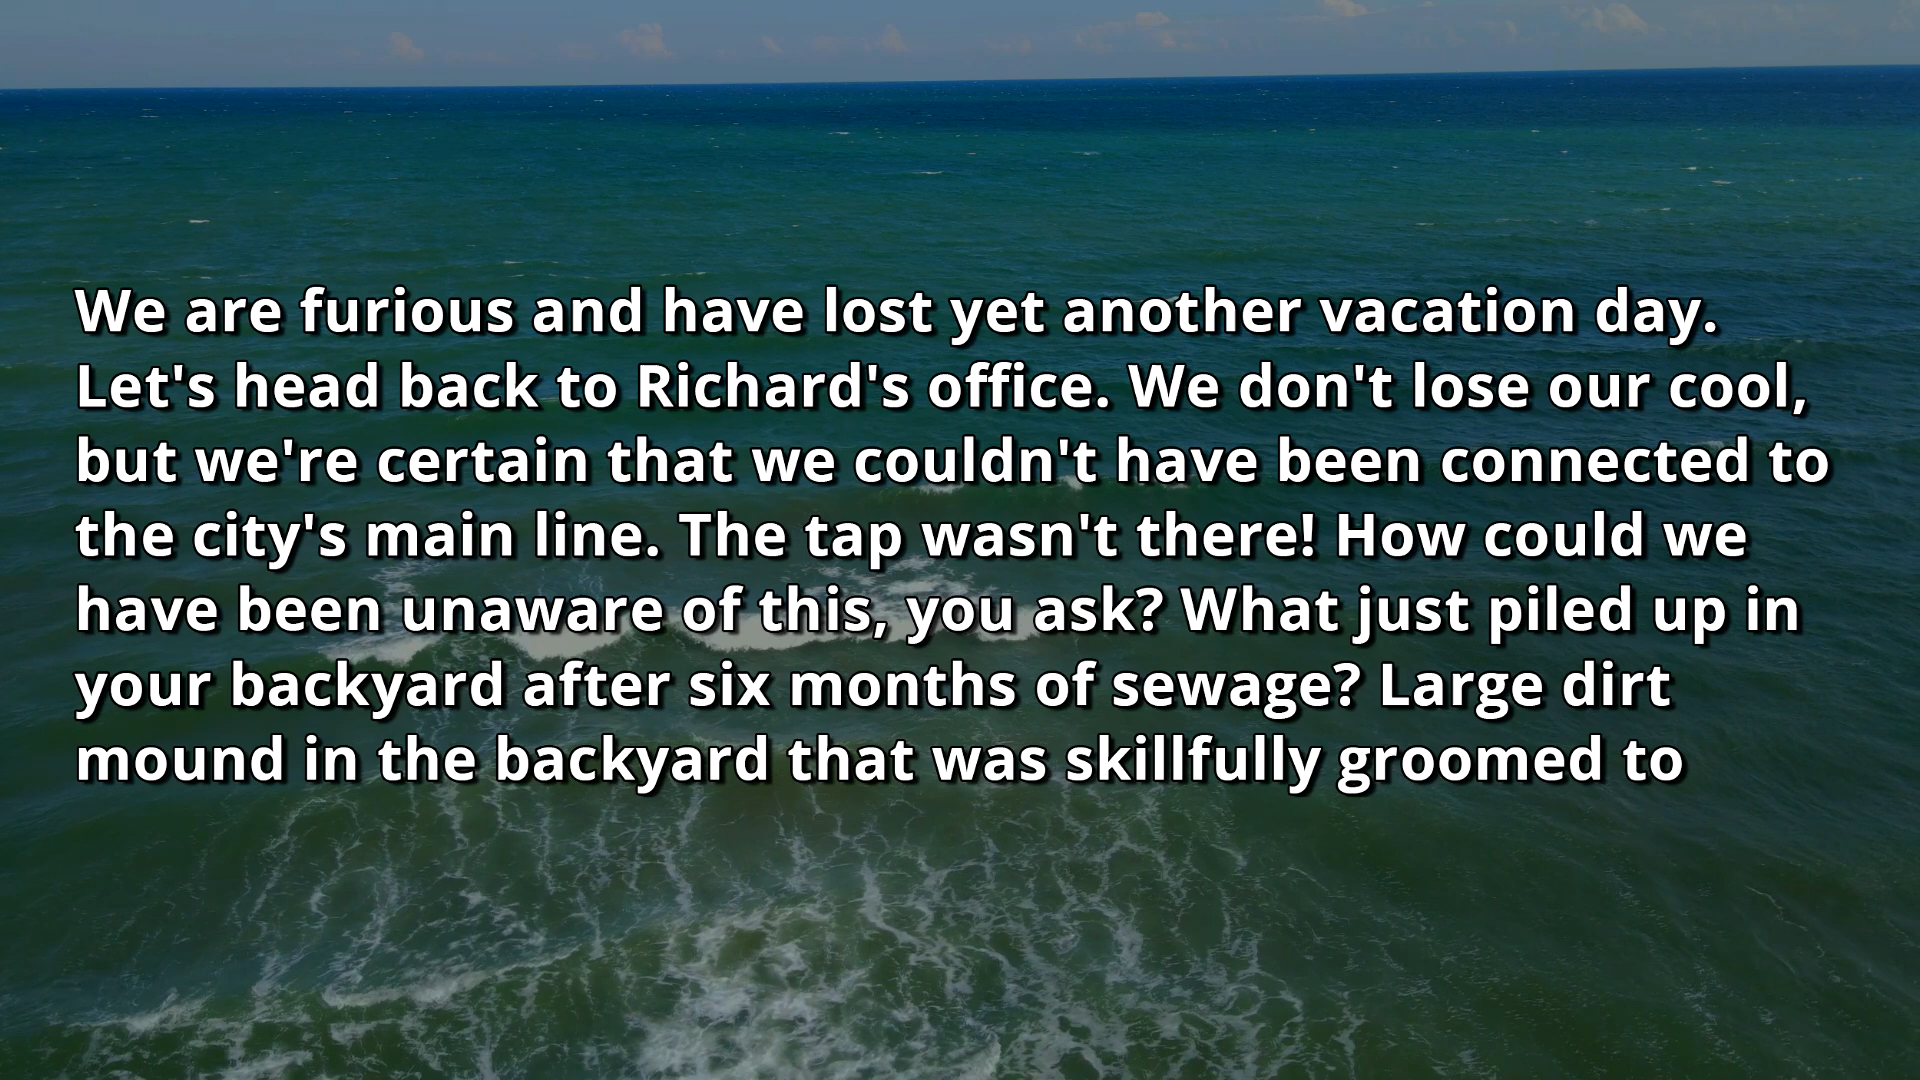 We are furious and have lost yet another vacation day.
Let's head back to Richard's office. We don't lose our cool,
but we're certain that we couldn't have been connected to
the city's main line. The tap wasn't there! How could we
have been unaware of this, you ask? What just piled up in
your backyard after six months of sewage? Large dirt
mound in the backyard that was skillfully groomed to